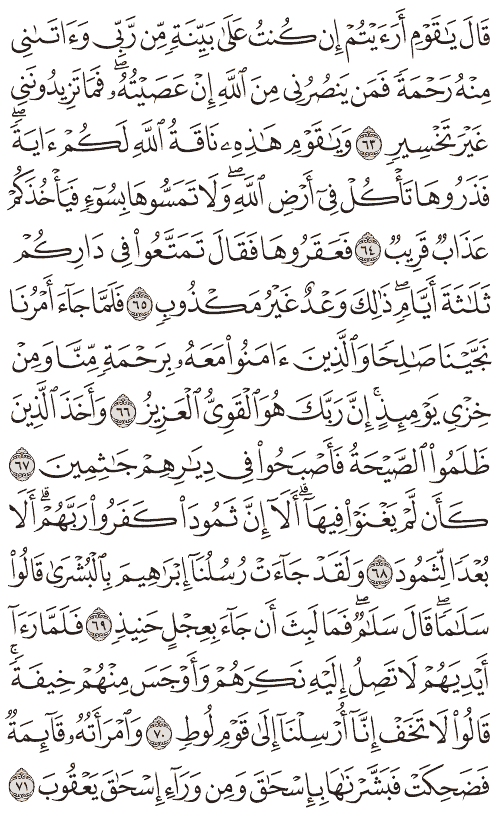 قَالَ يَٰقَوْمِ أَرَءَيْتُمْ إِن كُنتُ عَلَىٰ بَيِّنَةٍ مِّن رَّبِّي وَءَاتَىٰنِي
مِنْهُ رَحْمَةً فَمَن يَنصُرُنِي مِنَ ٱللَّهِ إِنْ عَصَيْتُهُۥۖ فَمَا تَزِيدُونَنِي
غَيْرَ تَخْسِيرٍ ٦٣ وَيَٰقَوْمِ هَٰذِهِۦ نَاقَةُ ٱللَّهِ لَكُمْ ءَايَةًۖ
فَذَرُوهَا تَأْكُلْ فِيٓ أَرْضِ ٱللَّهِۖ وَلَا تَمَسُّوهَا بِسُوٓءٍ فَيَأْخُذَكُمْ
عَذَابٌ قَرِيبٌ ٦٤ فَعَقَرُوهَا فَقَالَ تَمَتَّعُوا۟ فِي دَارِكُمْ
ثَلَٰثَةَ أَيَّامٍۖ ذَٰلِكَ وَعْدٌ غَيْرُ مَكْذُوبٍ ٦٥ فَلَمَّا جَآءَ أَمْرُنَا
نَجَّيْنَا صَٰلِحًا وَٱلَّذِينَ ءَامَنُوا۟ مَعَهُۥ بِرَحْمَةٍ مِّنَّا وَمِنْ
خِزْيِ يَوْمِئِذٍۚ إِنَّ رَبَّكَ هُوَ ٱلْقَوِيُّ ٱلْعَزِيزُ ٦٦ وَأَخَذَ ٱلَّذِينَ
ظَلَمُوا۟ ٱلصَّيْحَةُ فَأَصْبَحُوا۟ فِي دِيَٰرِهِمْ جَٰثِمِينَ ٦٧
كَأَن لَّمْ يَغْنَوْا۟ فِيهَآۗ أَلَآ إِنَّ ثَمُودَا۟ كَفَرُوا۟ رَبَّهُمْۗ أَلَا
بُعْدًا لِّثَمُودَ ٦٨ وَلَقَدْ جَآءَتْ رُسُلُنَآ إِبْرَٰهِيمَ بِٱلْبُشْرَىٰ قَالُوا۟
سَلَٰمًاۖ قَالَ سَلَٰمٌۖ فَمَا لَبِثَ أَن جَآءَ بِعِجْلٍ حَنِيذٍ ٦٩ فَلَمَّا رَءَآ
أَيْدِيَهُمْ لَا تَصِلُ إِلَيْهِ نَكِرَهُمْ وَأَوْجَسَ مِنْهُمْ خِيفَةًۚ
قَالُوا۟ لَا تَخَفْ إِنَّآ أُرْسِلْنَآ إِلَىٰ قَوْمِ لُوطٍ ٧٠ وَٱمْرَأَتُهُۥ قَآئِمَةٌ
فَضَحِكَتْ فَبَشَّرْنَٰهَا بِإِسْحَٰقَ وَمِن وَرَآءِ إِسْحَٰقَ يَعْقُوبَ ٧١